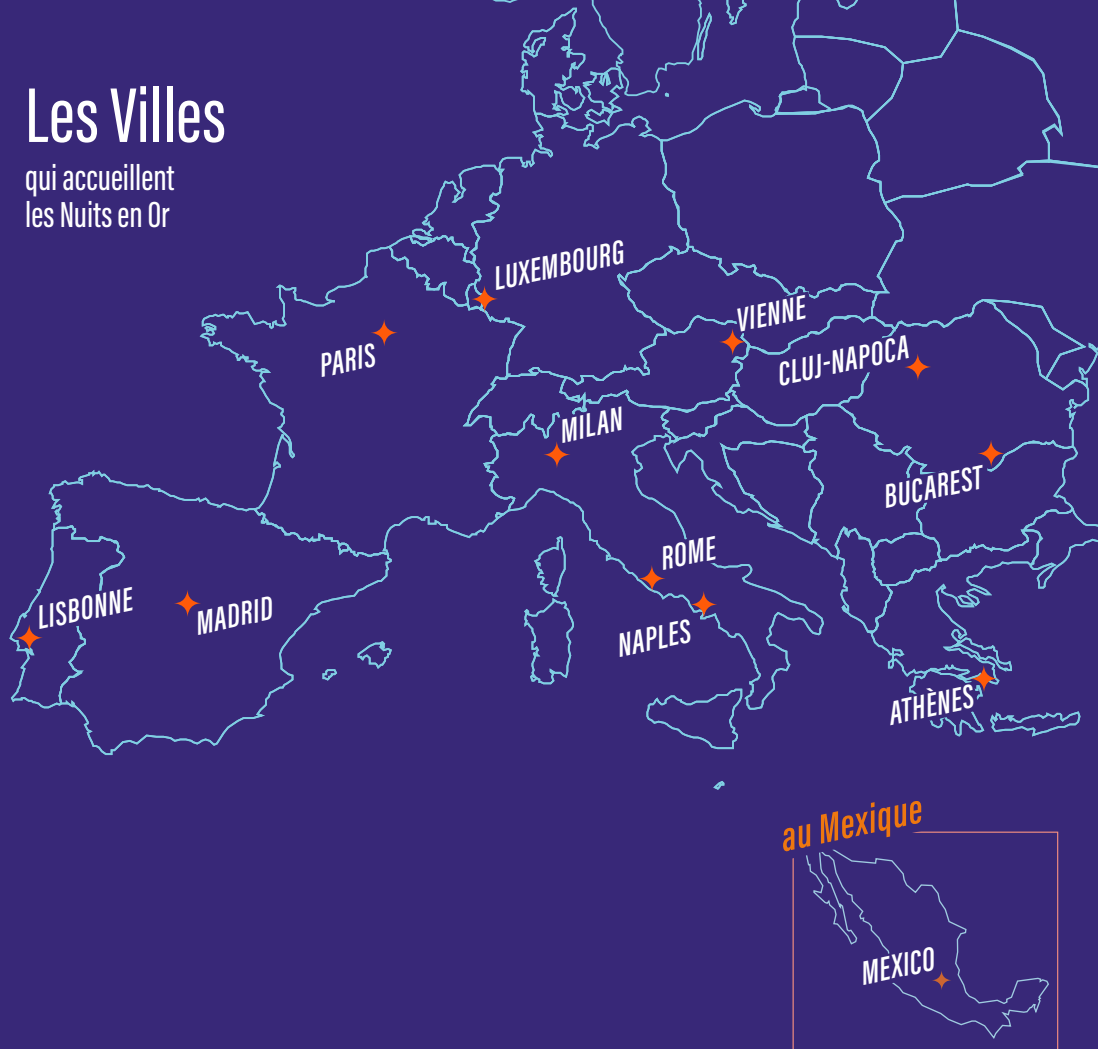 Les Villes
qui accueillent
les Nuits en Or
LUXEMBOURG
VIENNE
PARIS
CLUJ-NAPOCA
MILAN
BUCAREST
ROME
LISBONNE
MADRID
NAPLES
ATHÈNES
au Mexique
MEXICO